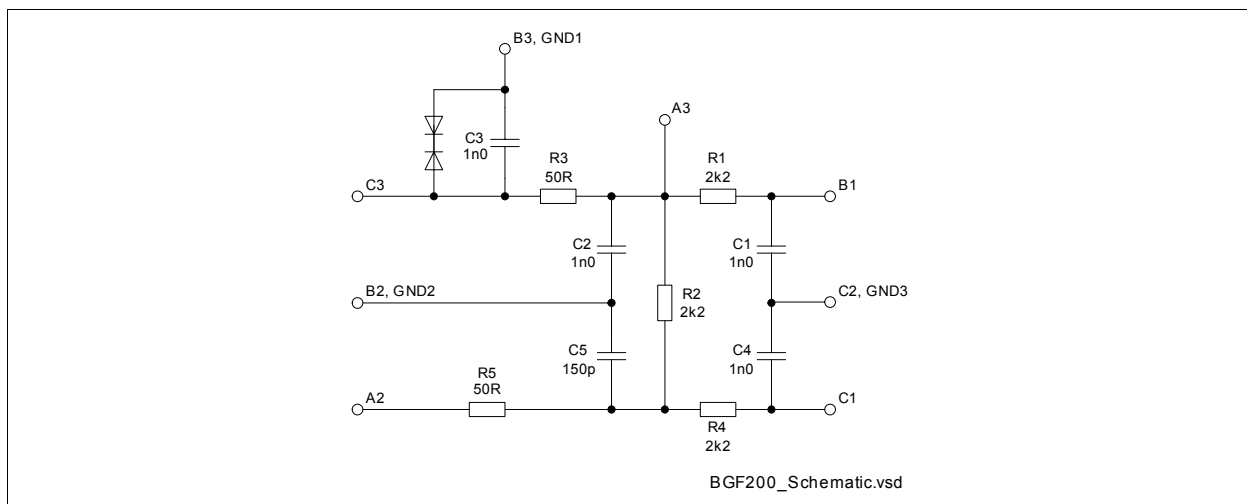 B3, GND1
A3
C3
1n0
R3
50R
R1
2k2
C3
B1
C2
1n0
C1
1n0
B2, GND2
R2
2k2
C2, GND3
C5
150p
C4
1n0
R5
50R
A2
R4
2k2
C1
BGF200_Schematic.vsd